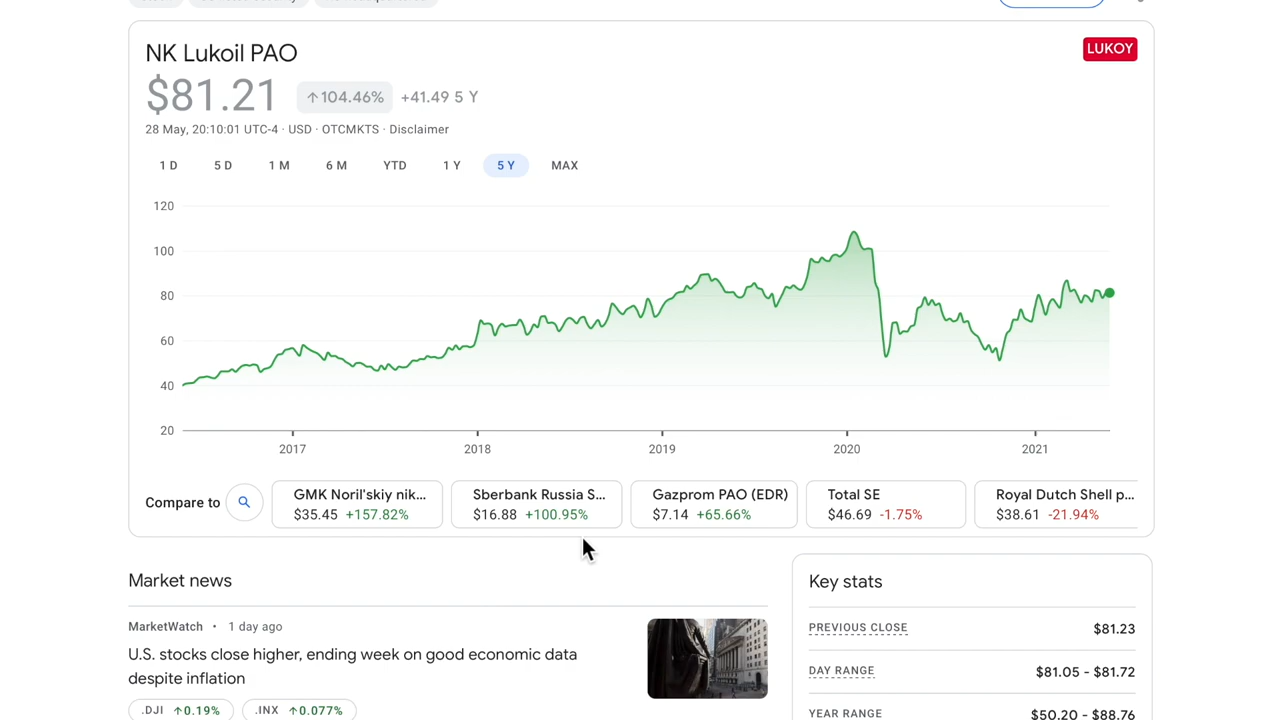 NK Lukoil PAO
LUKOY
$81.21 ↑104.46% +41.49 5 Y
28 May, 20:10:01 UTC-4 · USD · OTCMKTS · Disclaimer
1 D 5 D 1 M 6 M YTD 1 Y 5 Y MAX
120
100
80
60
40
20
2017 2018 2019 2020 2021
Compare to
GMK Noril'skiy nik...
$35.45 +157.82%
Sberbank Russia S...
$16.88 +100.95%
Gazprom PAO (EDR)
$7.14 +65.66%
Total SE
$46.69 -1.75%
Royal Dutch Shell p...
$38.61 -21.94%
Market news
MarketWatch • 1 day ago
U.S. stocks close higher, ending week on good economic data
despite inflation
.DJI ↑0.19% .INX ↑0.077%
Key stats
PREVIOUS CLOSE $81.23
DAY RANGE $81.05 - $81.72
YEAR RANGE $50.20 - $88.76